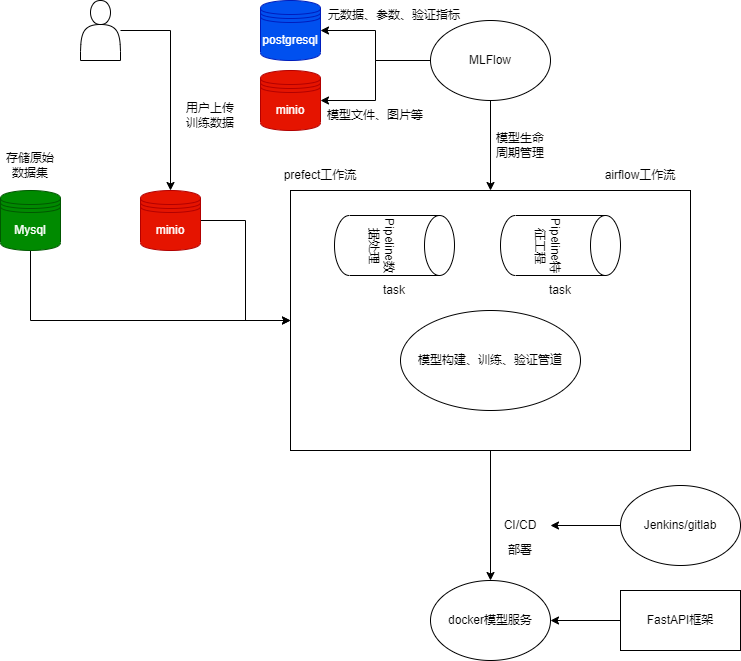 元数据、参数、验证指标
postgresql
MLFlow
minio
模型文件、图片等
用户上传
训练数据
模型生命
周期管理
存储原始
数据集
prefect工作流
airflow工作流
Mysql
minio
Pipeline数
据处理
Pipeline特
征工程
task
task
模型构建、训练、验证管道
CI/CD
部署
Jenkins/gitlab
docker模型服务
FastAPI框架